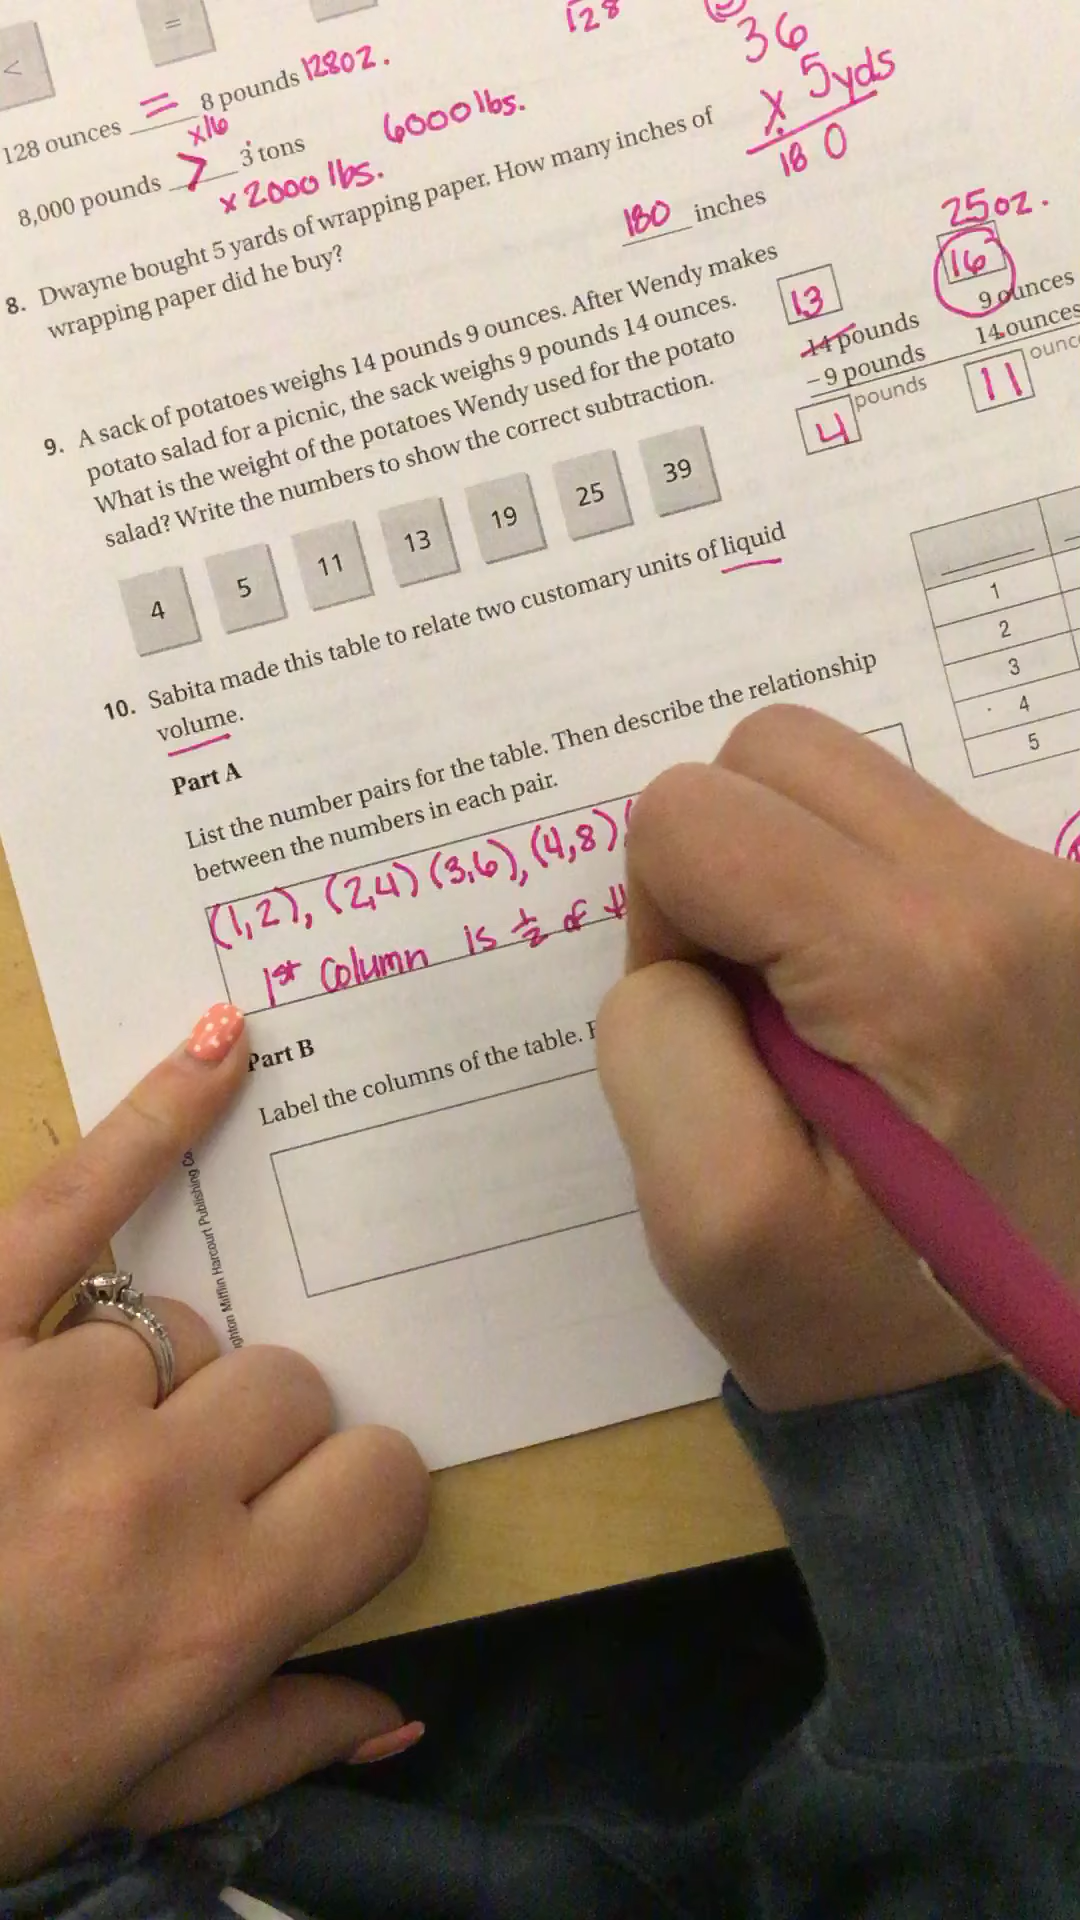 <
=
128
36
x 5yds
180
128 ounces = 8 pounds 128oz.
x16
8,000 pounds > 3 tons 6000 lbs.
x 2000 lbs.
8. Dwayne bought 5 yards of wrapping paper. How many inches of
wrapping paper did he buy?
180 inches
9. A sack of potatoes weighs 14 pounds 9 ounces. After Wendy makes
potato salad for a picnic, the sack weighs 9 pounds 14 ounces.
What is the weight of the potatoes Wendy used for the potato
salad? Write the numbers to show the correct subtraction.
25oz.
13 16
14 pounds 9 ounces
−9 pounds 14 ounces
4 pounds 11
4 5 11 13 19 25 39
10. Sabita made this table to relate two customary units of liquid
volume.
1
2
3
4
5
Part A
List the number pairs for the table. Then describe the relationship
between the numbers in each pair.
(1,2), (2,4) (3,6), (4,8)
1st column is 1/2 of
Part B
Label the columns of the table.
Mifflin Harcourt Publishing